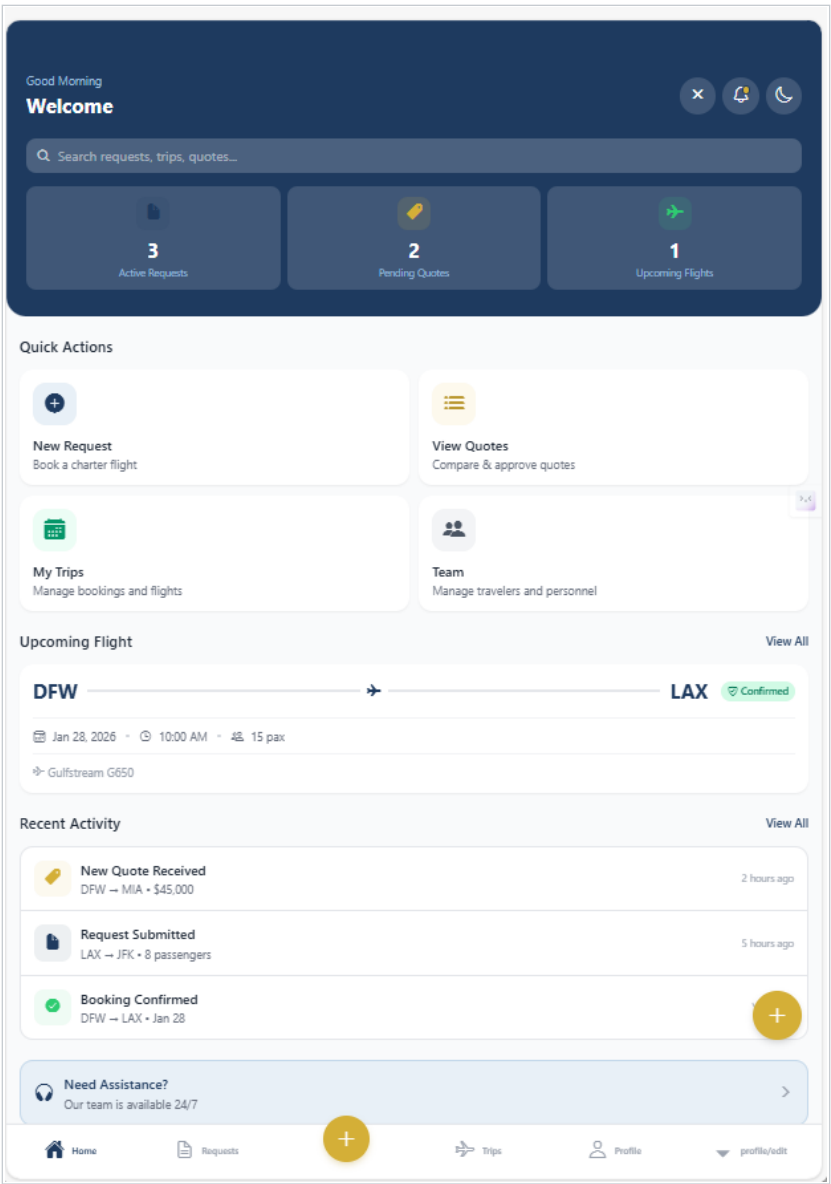 Good Morning
Welcome
Search requests, trips, quotes...
3
Active Requests
2
Pending Quotes
1
Upcoming Flights
Quick Actions
New Request
Book a charter flight
View Quotes
Compare & approve quotes
My Trips
Manage bookings and flights
Team
Manage travelers and personnel
Upcoming Flight
View All
DFW
LAX
Confirmed
Jan 28, 2026 • 10:00 AM • 15 pax
Gulfstream G650
Recent Activity
View All
New Quote Received
DFW → MIA • $45,000
2 hours ago
Request Submitted
LAX → JFK • 8 passengers
5 hours ago
Booking Confirmed
DFW → LAX • Jan 28
Need Assistance?
Our team is available 24/7
Home
Requests
Trips
Profile
profile/edit